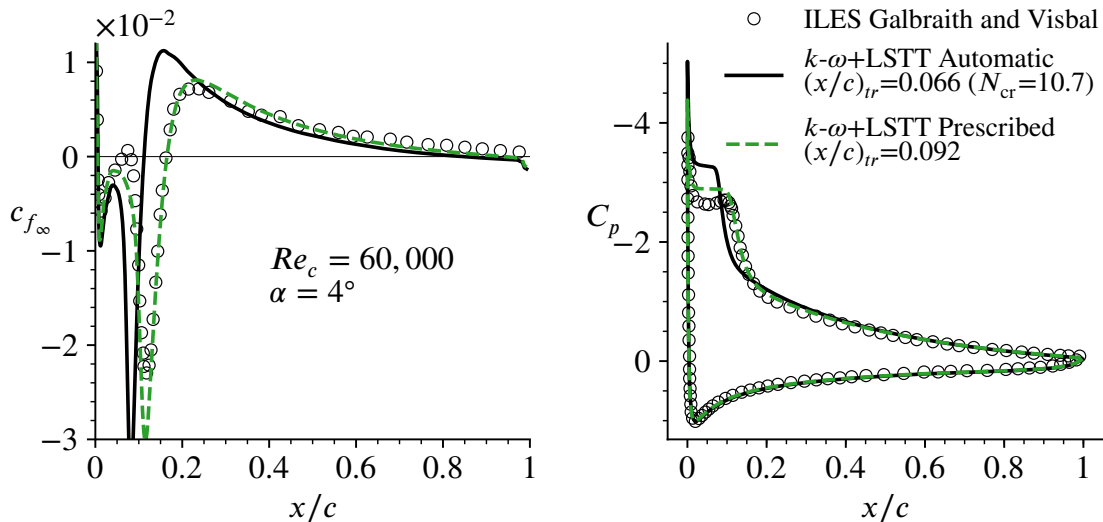 ×10⁻²
1
0
−1
−2
−3
c_f∞
0
0.2
0.4
0.6
0.8
1
x/c
Re_c = 60,000
α = 4°
ILES Galbraith and Visbal
k-ω+LSTT Automatic
(x/c)_tr=0.066 (N_cr=10.7)
k-ω+LSTT Prescribed
(x/c)_tr=0.092
−4
−2
0
C_p
0
0.2
0.4
0.6
0.8
1
x/c